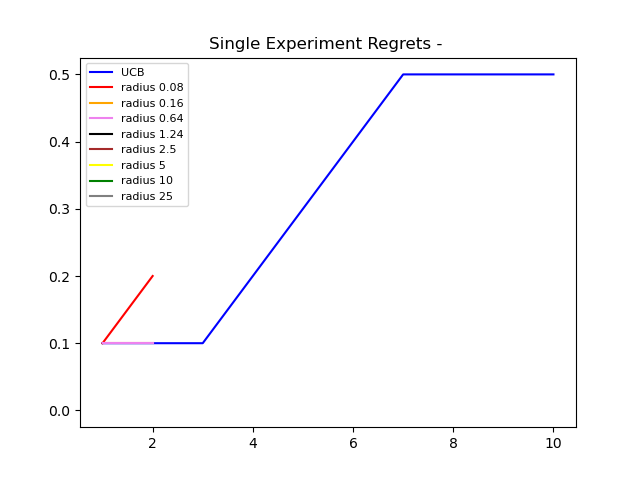 Single Experiment Regrets -
UCB
radius 0.08
radius 0.16
radius 0.64
radius 1.24
radius 2.5
radius 5
radius 10
radius 25
0.5
0.4
0.3
0.2
0.1
0.0
2 4 6 8 10